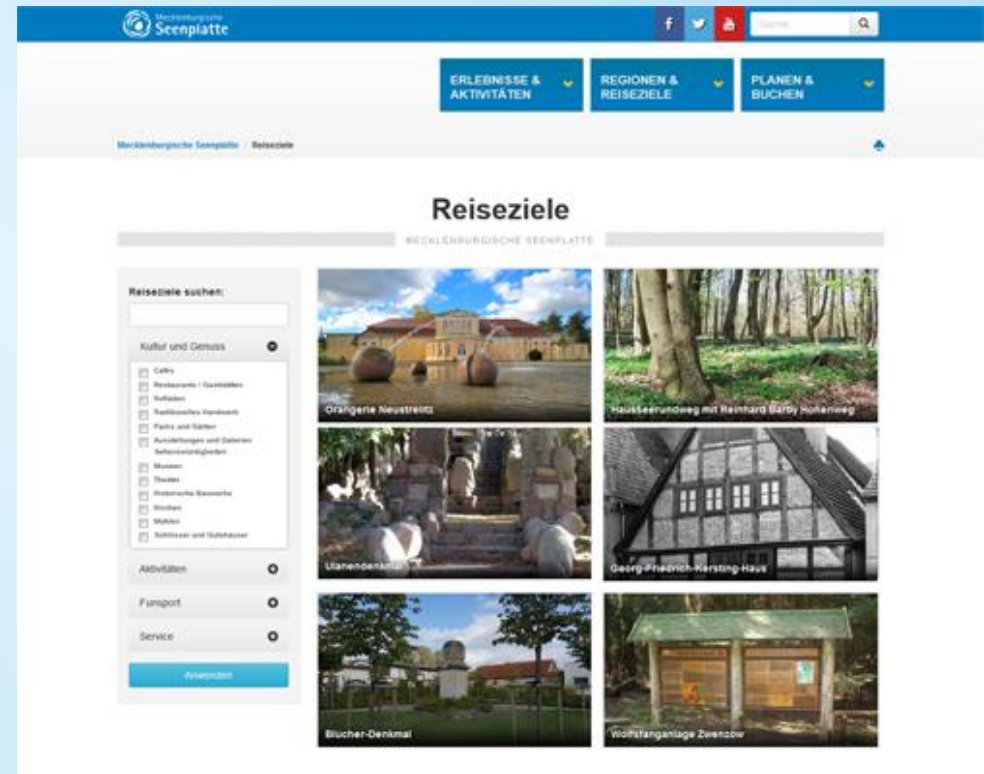 Mecklenburgische
Seenplatte
Suche
ERLEBNISSE &
AKTIVITÄTEN
REGIONEN &
REISEZIELE
PLANEN &
BUCHEN
Mecklenburgische Seenplatte
Reiseziele
Reiseziele
MECKLENBURGISCHE SEENPLATTE
Reiseziele suchen:
Kultur und Genuss
Cafés
Restaurants / Gaststätten
Hofläden
Traditionelles Handwerk
Parks und Gärten
Ausstellungen und Galerien
Sehenswürdigkeiten
Museen
Theater
Historische Bauwerke
Kirchen
Mühlen
Schlösser und Gutshäuser
Aktivitäten
Funsport
Service
Anwenden
Orangerie Neustrelitz
Hausseerundweg mit Reinhard Barby Hohenweg
Ulanendenkmal
Georg-Friedrich-Kersting-Haus
Blücher-Denkmal
Wolfsfanganlage Zwenzow